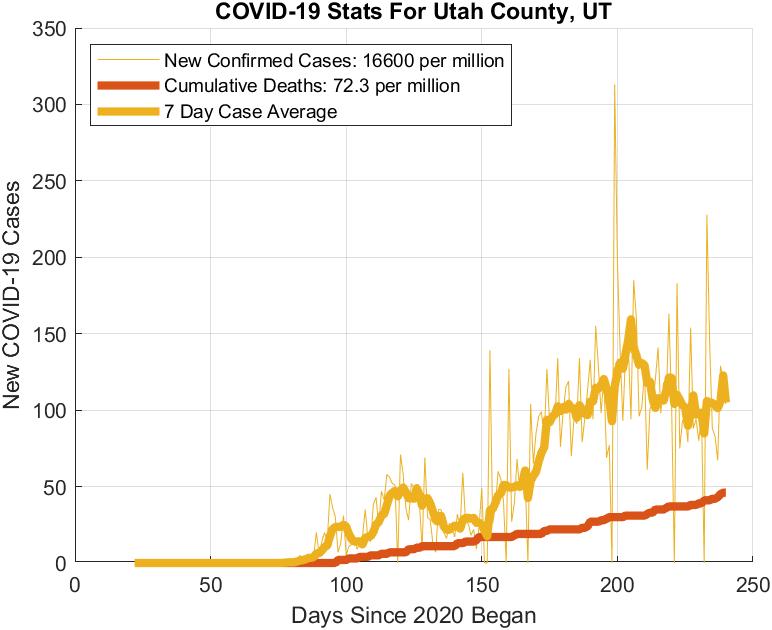 COVID-19 Stats For Utah County, UT
350
300
250
200
150
100
50
0
New Confirmed Cases: 16600 per million
Cumulative Deaths: 72.3 per million
7 Day Case Average
New COVID-19 Cases
0
50
100
150
200
250
Days Since 2020 Began